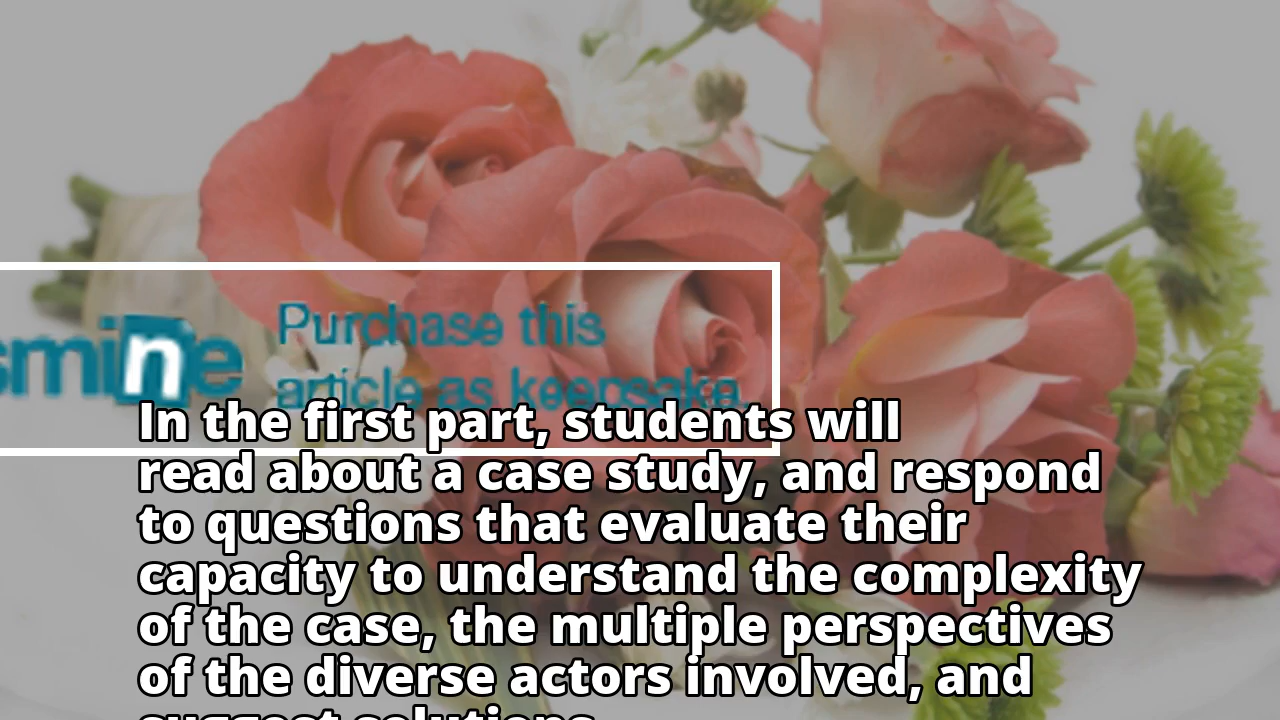 Purchase this
article as keepsake.
In the first part, students will
read about a case study, and respond
to questions that evaluate their
capacity to understand the complexity
of the case, the multiple perspectives
of the diverse actors involved, and
suggest solutions